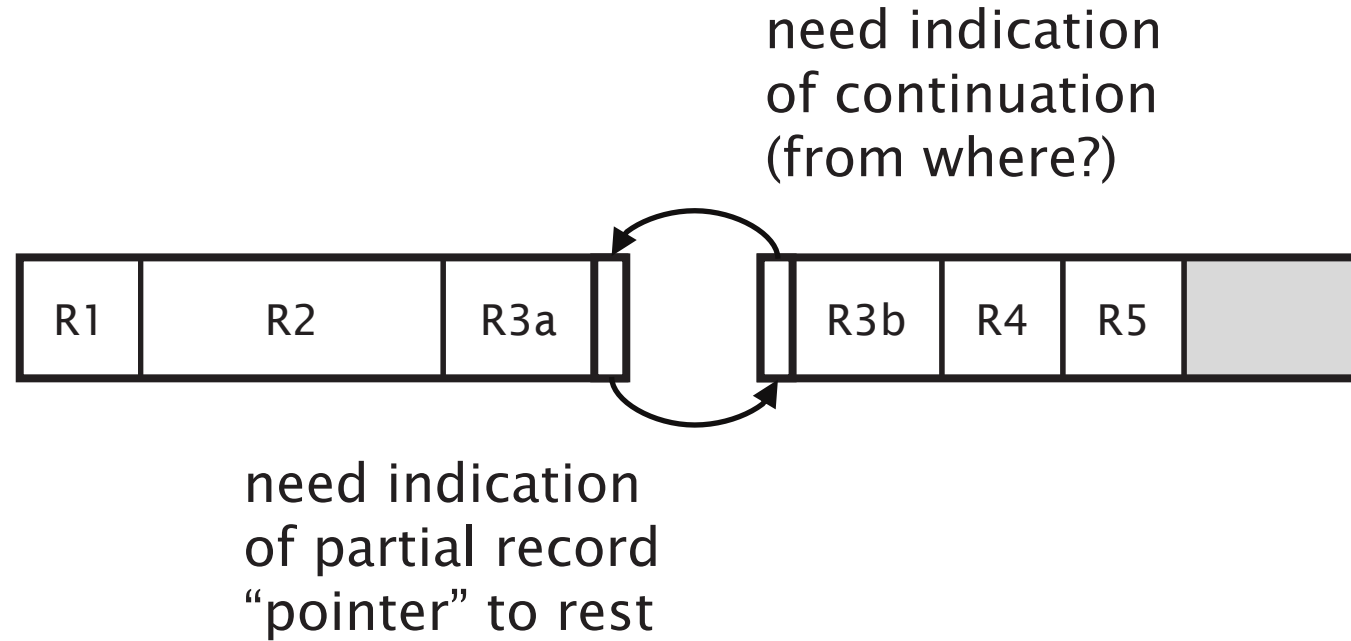 need indication
of continuation
(from where?)
R1 R2 R3a R3b R4 R5
need indication
of partial record
“pointer” to rest